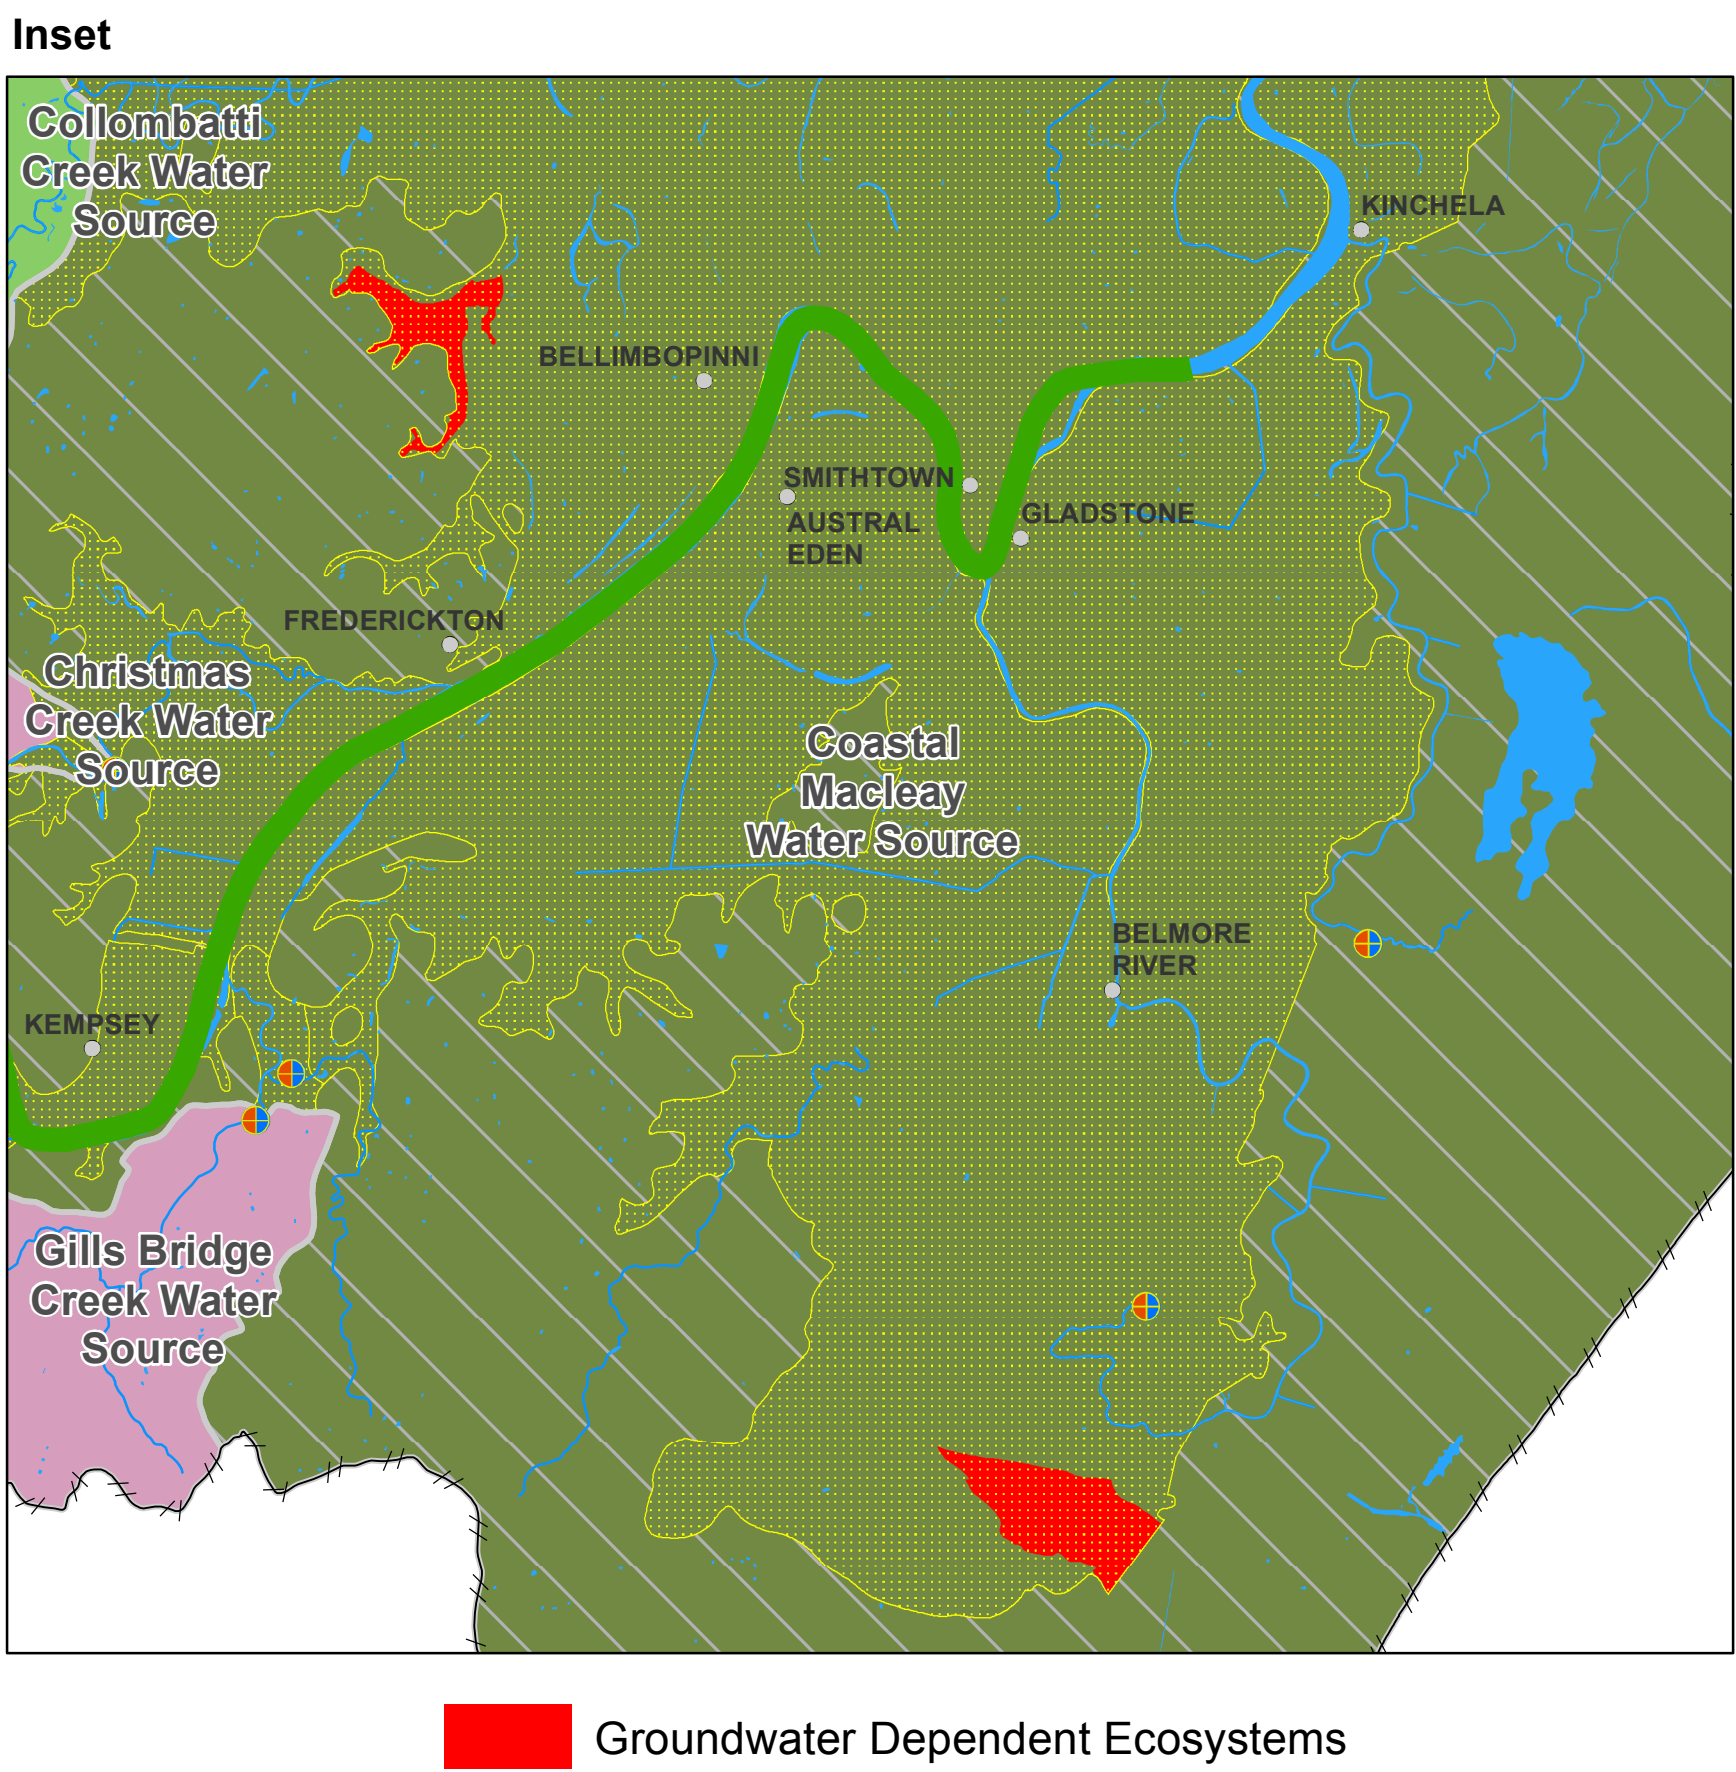 Inset
Collombatti
Creek Water
Source
KINCHELA
BELLIMBOPINNI
SMITHTOWN
AUSTRAL
EDEN
GLADSTONE
FREDERICKTON
Christmas
Creek Water
Source
Coastal
Macleay
Water Source
BELMORE
RIVER
KEMPSEY
Gills Bridge
Creek Water
Source
Groundwater Dependent Ecosystems